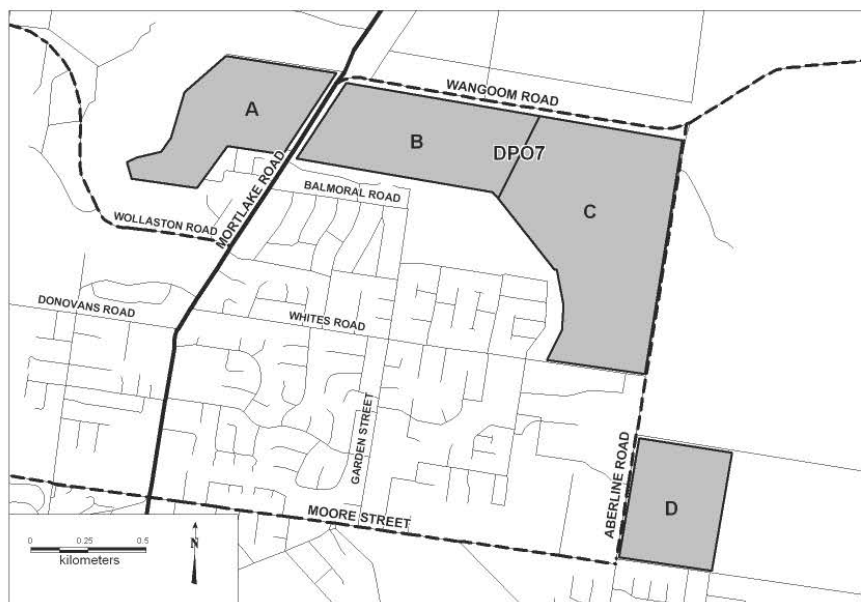 WANGOOM ROAD
A
B
DPO7
C
MORTLAKE ROAD
BALMORAL ROAD
WOLLASTON ROAD
DONOVANS ROAD
WHITES ROAD
GARDEN STREET
ABERLINE ROAD
D
MOORE STREET
0 0.25 0.5
kilometers
N